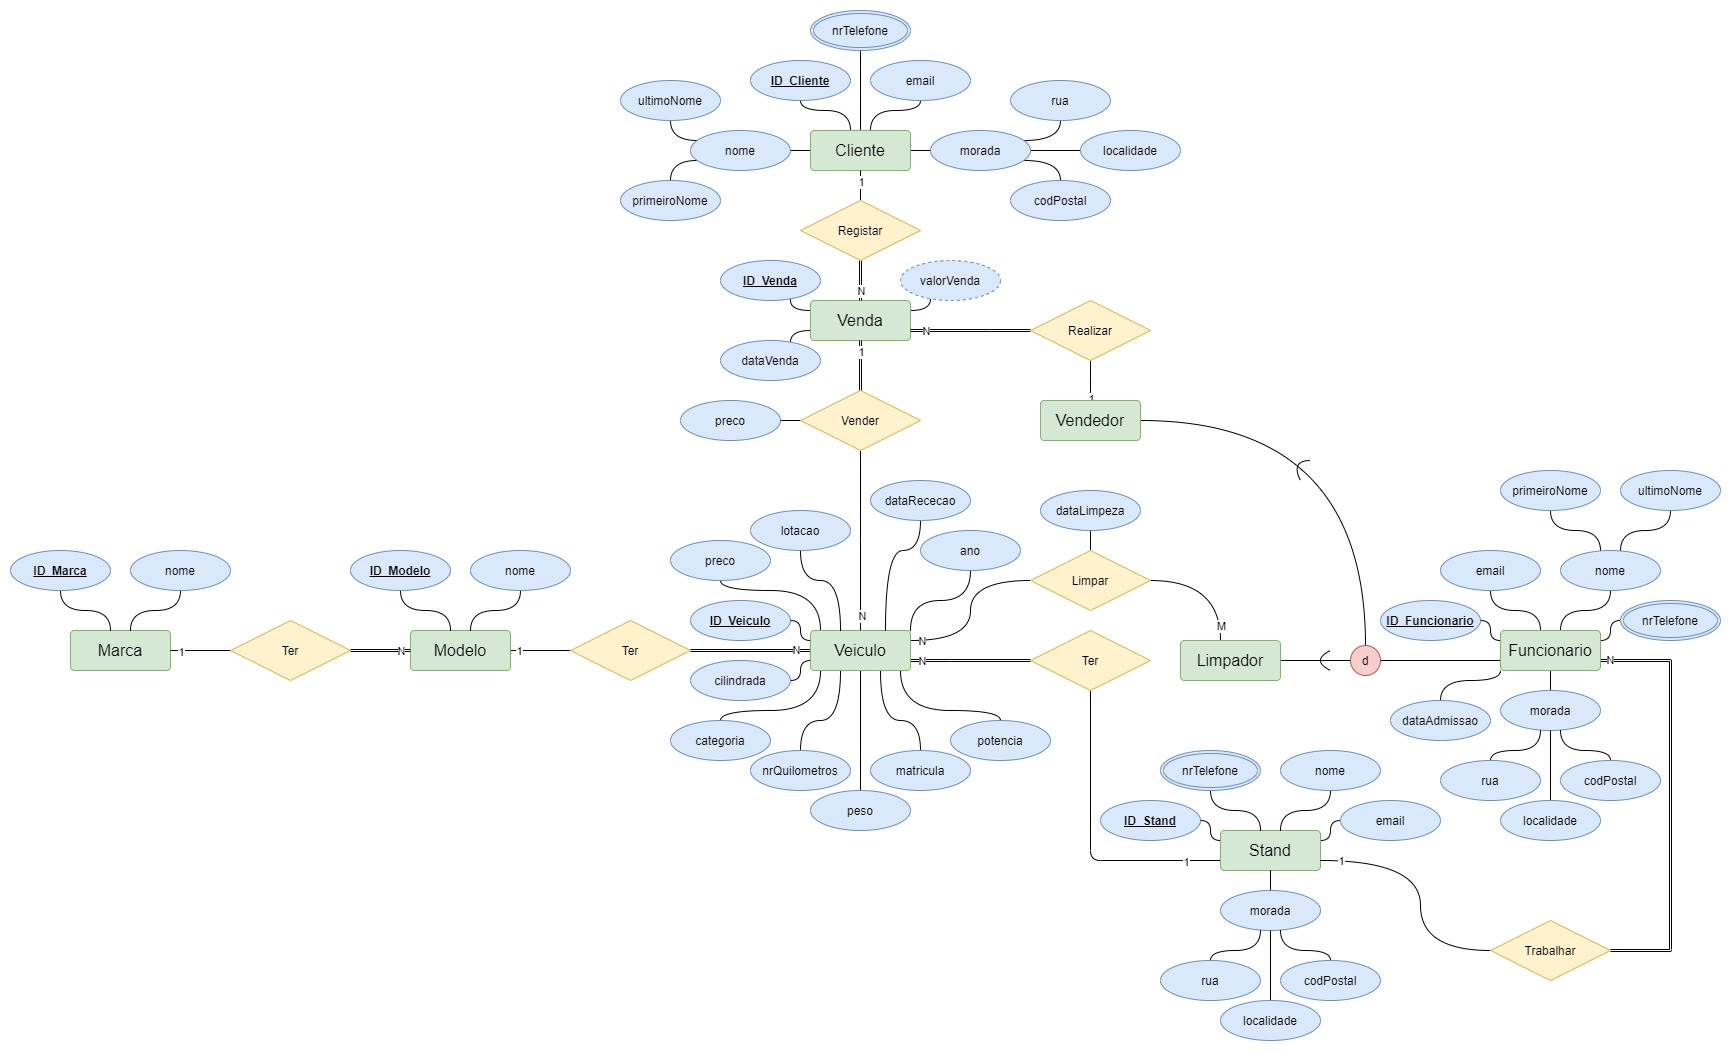 nrTelefone
ID_Cliente
email
ultimoNome
rua
nome
Cliente
morada
localidade
primeiroNome
codPostal
1
Registar
N
ID_Venda
valorVenda
Venda
N
Realizar
dataVenda
1
1
preco
Vender
Vendedor
dataRececao
dataLimpeza
primeiroNome
ultimoNome
lotacao
preco
ano
ID_Marca
nome
ID_Modelo
nome
Limpar
email
nome
ID_Veiculo
N
M
ID_Funcionario
nrTelefone
Marca
1
Ter
N
Modelo
1
Ter
N
Veiculo
N
N
Ter
Limpador
d
Funcionario
N
cilindrada
categoria
potencia
dataAdmissao
morada
nrQuilometros
matricula
peso
nrTelefone
nome
rua
codPostal
localidade
ID_Stand
email
Stand
1
1
morada
Trabalhar
rua
codPostal
localidade